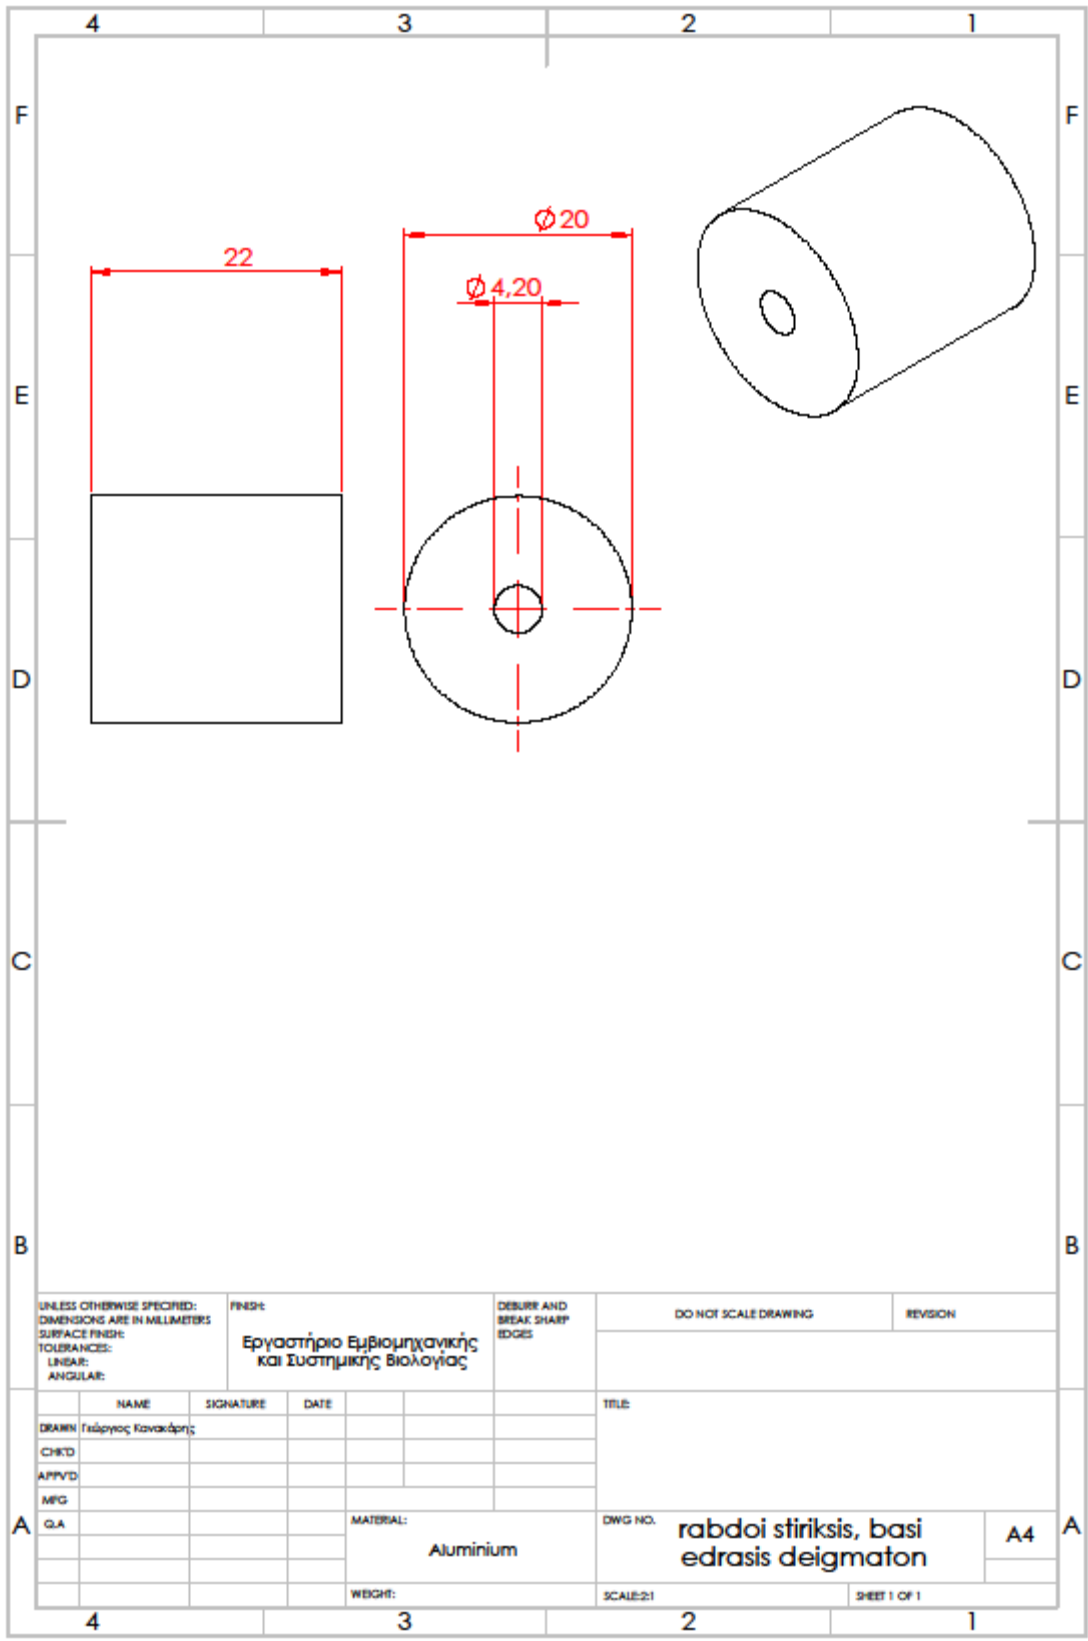 4 3 2 1
F F
Ø20
22
Ø4,20
E E
D D
C C
B B
UNLESS OTHERWISE SPECIFIED:
DIMENSIONS ARE IN MILLIMETERS
SURFACE FINISH:
TOLERANCES:
LINEAR:
ANGULAR:
FINISH:
Εργαστήριο Εμβιομηχανικής
και Συστημικής Βιολογίας
DEBURR AND
BREAK SHARP
EDGES
DO NOT SCALE DRAWING
REVISION
NAME SIGNATURE DATE
TITLE:
DRAWN Γεώργιος Κανακάρης
CHK'D
APPV'D
MFG
Q.A
A A
MATERIAL:
Aluminium
DWG NO.
rabdoi stiriksis, basi
edrasis deigmaton
A4
WEIGHT:
SCALE:2:1
SHEET 1 OF 1
4 3 2 1